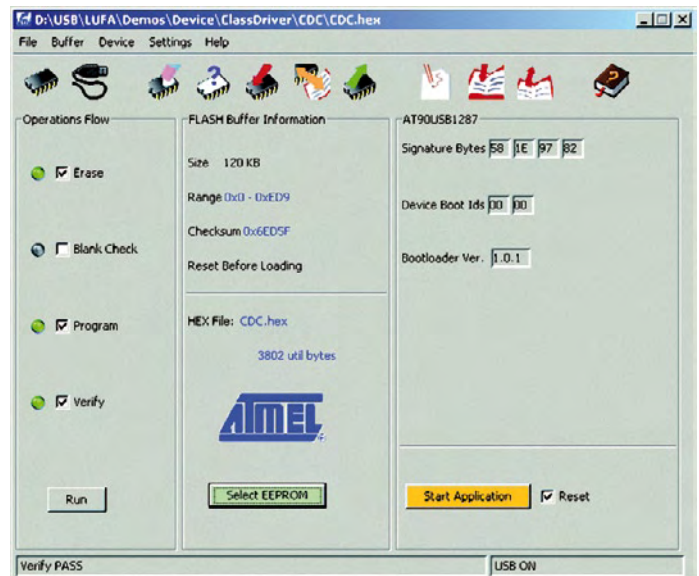 D:\USB\LUFA\Demos\Device\ClassDriver\CDC\CDC.hex
File Buffer Device Settings Help
Operations Flow
Erase
Blank Check
Program
Verify
Run
FLASH Buffer Information
Size 120 KB
Range 0x0 - 0xED9
Checksum 0x6ED5F
Reset Before Loading
HEX File: CDC.hex
3802 util bytes
ATMEL
Select EEPROM
AT90USB1287
Signature Bytes 58 1E 97 82
Device Boot Ids 00 00
Bootloader Ver. 1.0.1
Start Application Reset
Verify PASS
USB ON